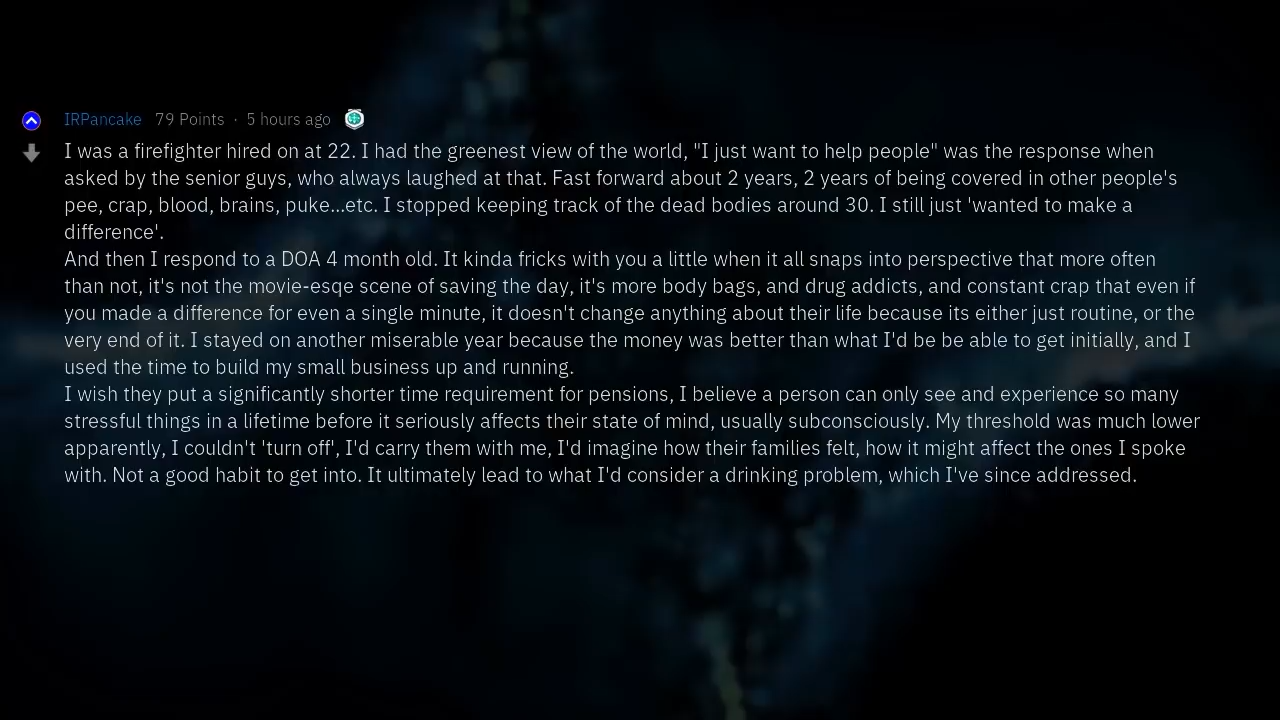 IRPancake 79 Points · 5 hours ago
I was a firefighter hired on at 22. I had the greenest view of the world, "I just want to help people" was the response when
asked by the senior guys, who always laughed at that. Fast forward about 2 years, 2 years of being covered in other people's
pee, crap, blood, brains, puke...etc. I stopped keeping track of the dead bodies around 30. I still just 'wanted to make a
difference'.
And then I respond to a DOA 4 month old. It kinda fricks with you a little when it all snaps into perspective that more often
than not, it's not the movie-esqe scene of saving the day, it's more body bags, and drug addicts, and constant crap that even if
you made a difference for even a single minute, it doesn't change anything about their life because its either just routine, or the
very end of it. I stayed on another miserable year because the money was better than what I'd be be able to get initially, and I
used the time to build my small business up and running.
I wish they put a significantly shorter time requirement for pensions, I believe a person can only see and experience so many
stressful things in a lifetime before it seriously affects their state of mind, usually subconsciously. My threshold was much lower
apparently, I couldn't 'turn off', I'd carry them with me, I'd imagine how their families felt, how it might affect the ones I spoke
with. Not a good habit to get into. It ultimately lead to what I'd consider a drinking problem, which I've since addressed.